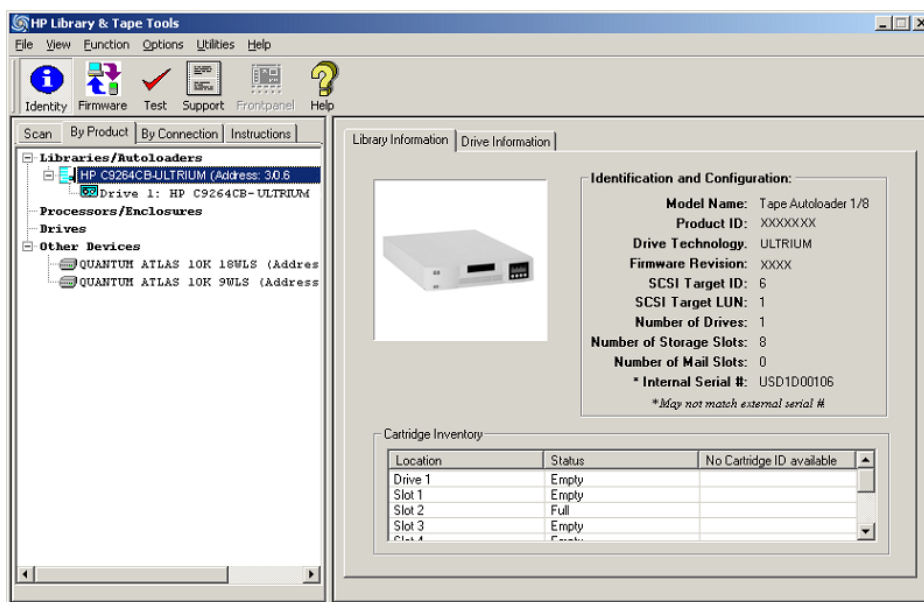 HP Library & Tape Tools
File View Function Options Utilities Help
Identity Firmware Test Support Frontpanel Help
Scan By Product By Connection Instructions
Libraries/Autoloaders
HP C9264CB-ULTRIUM (Address: 3.0.6
Drive 1: HP C9264CB-ULTRIUM
Processors/Enclosures
Drives
Other Devices
QUANTUM ATLAS 10K 18WLS (Addres
QUANTUM ATLAS 10K 9WLS (Address
Library Information Drive Information
Identification and Configuration:
Model Name: Tape Autoloader 1/8
Product ID: XXXXXXX
Drive Technology. ULTRIUM
Firmware Revision: XXXX
SCSI Target ID: 6
SCSI Target LUN: 1
Number of Drives: 1
Number of Storage Slots: 8
Number of Mail Slots: 0
* Internal Serial #: USD1D00106
*May not match external serial #
Cartridge Inventory
Location Status No Cartridge ID available
Drive 1 Empty
Slot 1 Empty
Slot 2 Full
Slot 3 Empty
Slot 4 Empty